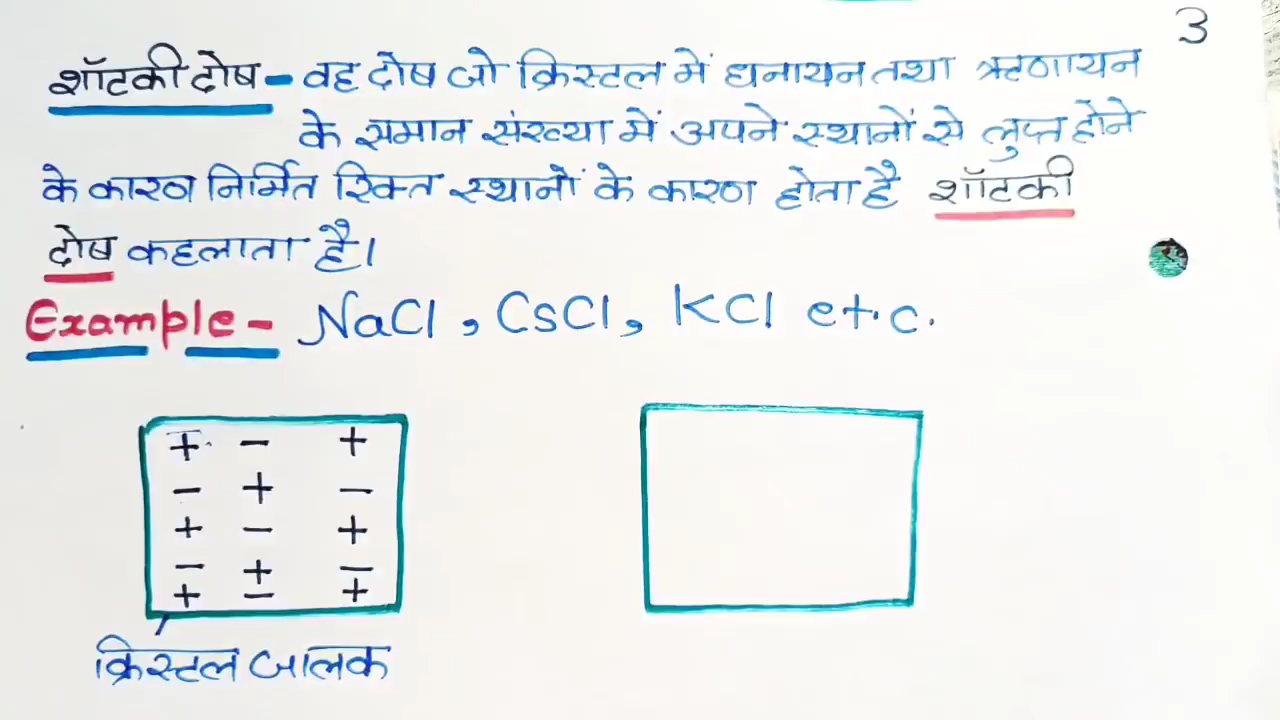 3
शॉटकी दोष - वह दोष जो क्रिस्टल में धनायन तथा ऋणायन
के समान संख्या में अपने स्थानों से लुप्त होने
के कारण निर्मित रिक्त स्थानों के कारण होता है शॉटकी
दोष कहलाता है।
Example - NaCl, CsCl, KCl etc.
+ - +
- + -
+ - +
- + -
+ - +
क्रिस्टल जालक